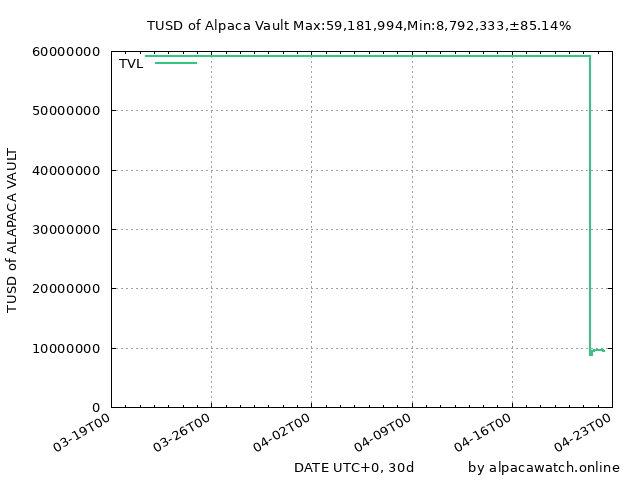 TUSD of Alpaca Vault Max:59,181,994,Min:8,792,333,±85.14%
60000000
TVL
50000000
40000000
30000000
20000000
10000000
0
TUSD of ALAPACA VAULT
03-19T00
03-26T00
04-02T00
04-09T00
04-16T00
04-23T00
DATE UTC+0, 30d
by alpacawatch.online